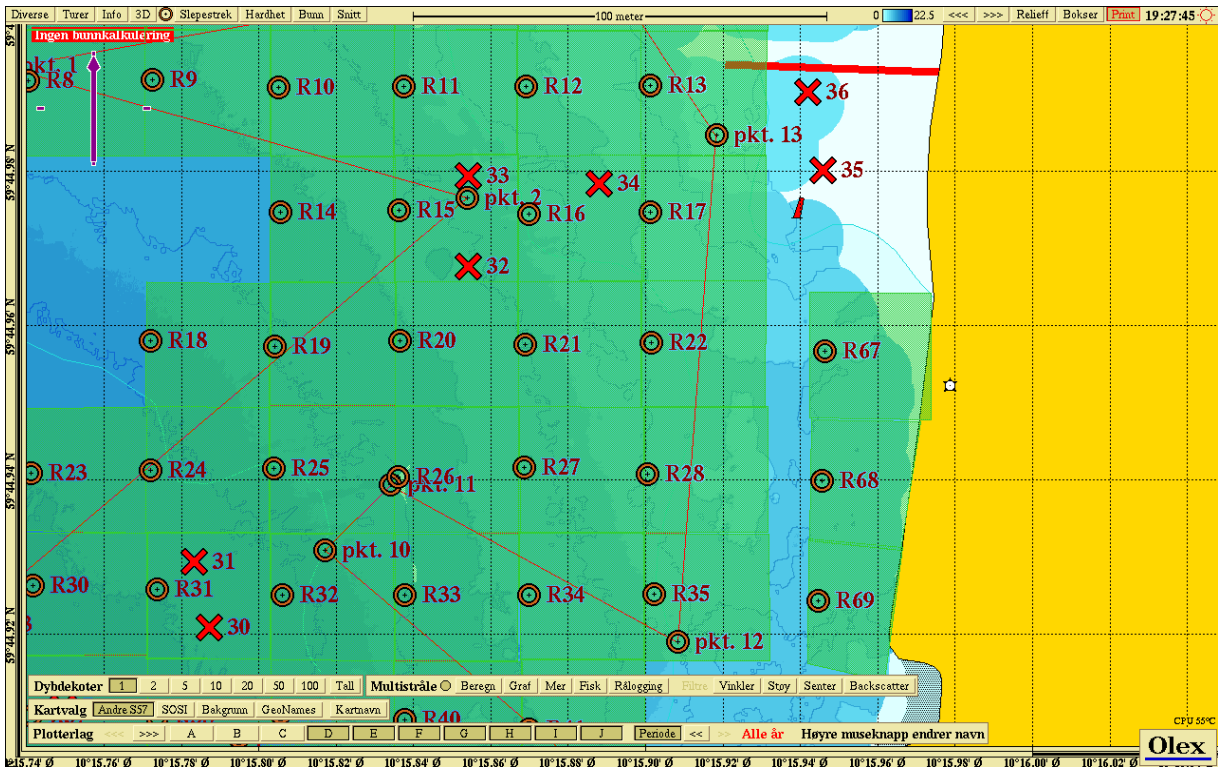 Diverse Turer Info 3D Slepestrek Hardhet Bunn Snitt 100 meter 0 22.5 <<< >>> Relieff Bokser Print 19:27:45
Ingen bunnkalkulering
pkt. 1
R8 R9 R10 R11 R12 R13 36
pkt. 13
59°44.98' N 33 34 35
pkt. 2
R14 R15 R16 R17
32
59°44.96' N
R18 R19 R20 R21 R22 R67
59°44.94' N R23 R24 R25 R26 R27 R28 R68
pkt. 11
pkt. 10
31
R30 R31 R32 R33 R34 R35 R69
59°44.92' N 30 pkt. 12
Dybdekoter 1 2 5 10 20 50 100 Tall Multistråle Beregn Graf Mer Fisk Rålogging Filtre Vinkler Støy Senter Backscatter
Kartvalg Andre S57 SOSI Bakgrunn GeoNames Kartnavn
R40
CPU 55°C
Plotterlag <<< >>> A B C D E F G H I J Periode << >> Alle år Høyre museknapp endrer navn
Olex
10°15.76' Ø 10°15.78' Ø 10°15.80' Ø 10°15.82' Ø 10°15.84' Ø 10°15.86' Ø 10°15.88' Ø 10°15.90' Ø 10°15.92' Ø 10°15.94' Ø 10°15.96' Ø 10°15.98' Ø 10°16.00' Ø 10°16.02' Ø 10°16.04' Ø